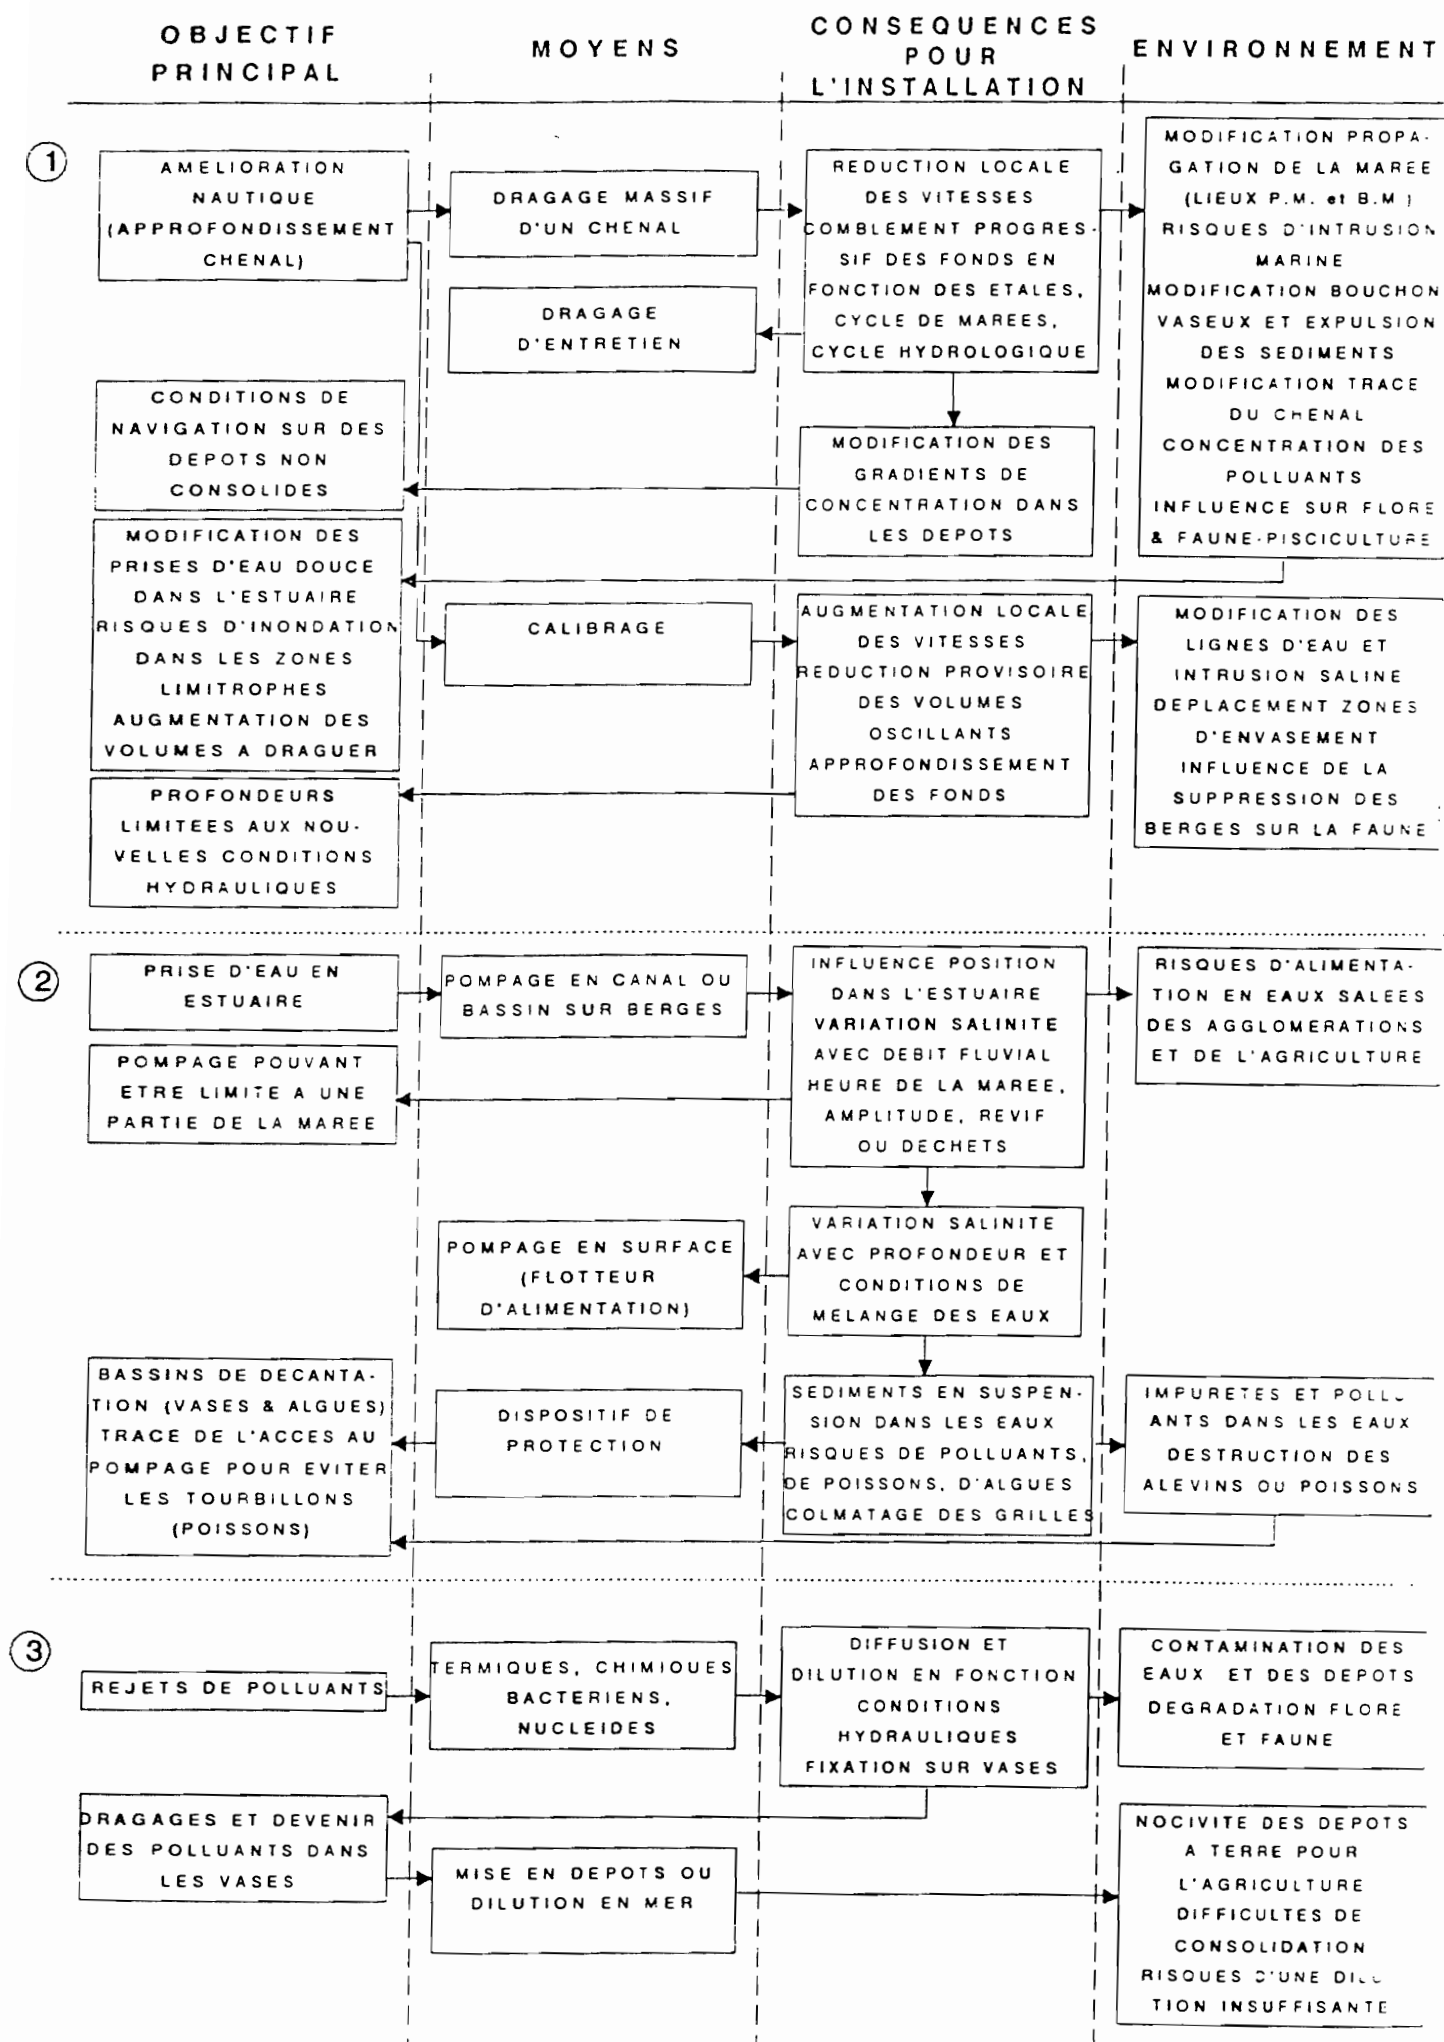 OBJECTIF
PRINCIPAL
MOYENS
CONSEQUENCES
POUR
L'INSTALLATION
ENVIRONNEMENT
1
AMELIORATION
NAUTIQUE
(APPROFONDISSEMENT
CHENAL)
DRAGAGE MASSIF
D'UN CHENAL
REDUCTION LOCALE
DES VITESSES
COMBLEMENT PROGRES-
SIF DES FONDS EN
FONCTION DES ETALES,
CYCLE DE MAREES,
CYCLE HYDROLOGIQUE
MODIFICATION PROPA-
GATION DE LA MAREE
(LIEUX P.M. et B.M )
RISQUES D'INTRUSION
MARINE
MODIFICATION BOUCHON
VASEUX ET EXPULSION
DES SEDIMENTS
MODIFICATION TRACE
DU CHENAL
CONCENTRATION DES
POLLUANTS
INFLUENCE SUR FLORE
& FAUNE-PISCICULTURE
DRAGAGE
D'ENTRETIEN
CONDITIONS DE
NAVIGATION SUR DES
DEPOTS NON
CONSOLIDES
MODIFICATION DES
GRADIENTS DE
CONCENTRATION DANS
LES DEPOTS
MODIFICATION DES
PRISES D'EAU DOUCE
DANS L'ESTUAIRE
RISQUES D'INONDATION
DANS LES ZONES
LIMITROPHES
AUGMENTATION DES
VOLUMES A DRAGUER
CALIBRAGE
AUGMENTATION LOCALE
DES VITESSES
REDUCTION PROVISOIRE
DES VOLUMES
OSCILLANTS
APPROFONDISSEMENT
DES FONDS
MODIFICATION DES
LIGNES D'EAU ET
INTRUSION SALINE
DEPLACEMENT ZONES
D'ENVASEMENT
INFLUENCE DE LA
SUPPRESSION DES
BERGES SUR LA FAUNE
PROFONDEURS
LIMITEES AUX NOU-
VELLES CONDITIONS
HYDRAULIQUES
2
PRISE D'EAU EN
ESTUAIRE
POMPAGE EN CANAL OU
BASSIN SUR BERGES
INFLUENCE POSITION
DANS L'ESTUAIRE
VARIATION SALINITE
AVEC DEBIT FLUVIAL
HEURE DE LA MAREE,
AMPLITUDE, REVIF
OU DECHETS
RISQUES D'ALIMENTA-
TION EN EAUX SALEES
DES AGGLOMERATIONS
ET DE L'AGRICULTURE
POMPAGE POUVANT
ETRE LIMITE A UNE
PARTIE DE LA MAREE
POMPAGE EN SURFACE
(FLOTTEUR
D'ALIMENTATION)
VARIATION SALINITE
AVEC PROFONDEUR ET
CONDITIONS DE
MELANGE DES EAUX
BASSINS DE DECANTA-
TION (VASES & ALGUES)
TRACE DE L'ACCES AU
POMPAGE POUR EVITER
LES TOURBILLONS
(POISSONS)
DISPOSITIF DE
PROTECTION
SEDIMENTS EN SUSPEN-
SION DANS LES EAUX
RISQUES DE POLLUANTS,
DE POISSONS, D'ALGUES
COLMATAGE DES GRILLES
IMPURETES ET
ANTS DANS LES EAUX
DESTRUCTION DES
ALEVINS OU POISSONS
3
REJETS DE POLLUANTS
TERMIQUES, CHIMIQUES
BACTERIENS,
NUCLEIDES
DIFFUSION ET
DILUTION EN FONCTION
CONDITIONS
HYDRAULIQUES
FIXATION SUR VASES
CONTAMINATION DES
EAUX ET DES DEPOTS
DEGRADATION FLORE
ET FAUNE
DRAGAGES ET DEVENIR
DES POLLUANTS DANS
LES VASES
MISE EN DEPOTS OU
DILUTION EN MER
NOCIVITE DES DEPOTS
A TERRE POUR
L'AGRICULTURE
DIFFICULTES DE
CONSOLIDATION
RISQUES D'UNE
TION INSUFFISANTE